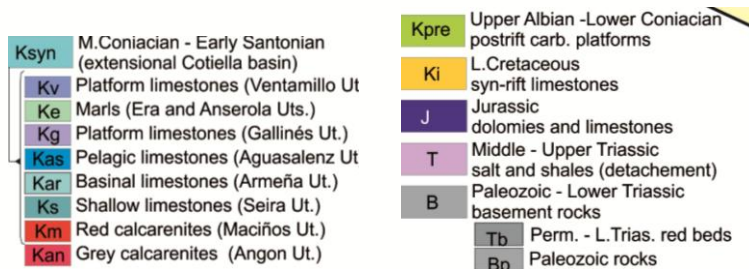 Ksyn M.Coniacian - Early Santonian
(extensional Cotiella basin)
Kv Platform limestones (Ventamillo Ut
Ke Marls (Era and Anserola Uts.)
Kg Platform limestones (Gallinés Ut.)
Kas Pelagic limestones (Aguasalenz Ut
Kar Basinal limestones (Armeña Ut.)
Ks Shallow limestones (Seira Ut.)
Km Red calcarenites (Maciños Ut.)
Kan Grey calcarenites (Angon Ut.)
Kpre Upper Albian -Lower Coniacian
postrift carb. platforms
Ki L.Cretaceous
syn-rift limestones
J Jurassic
dolomies and limestones
T Middle - Upper Triassic
salt and shales (detachement)
B Paleozoic - Lower Triassic
basement rocks
Tb Perm. - L.Trias. red beds
Bp Paleozoic rocks